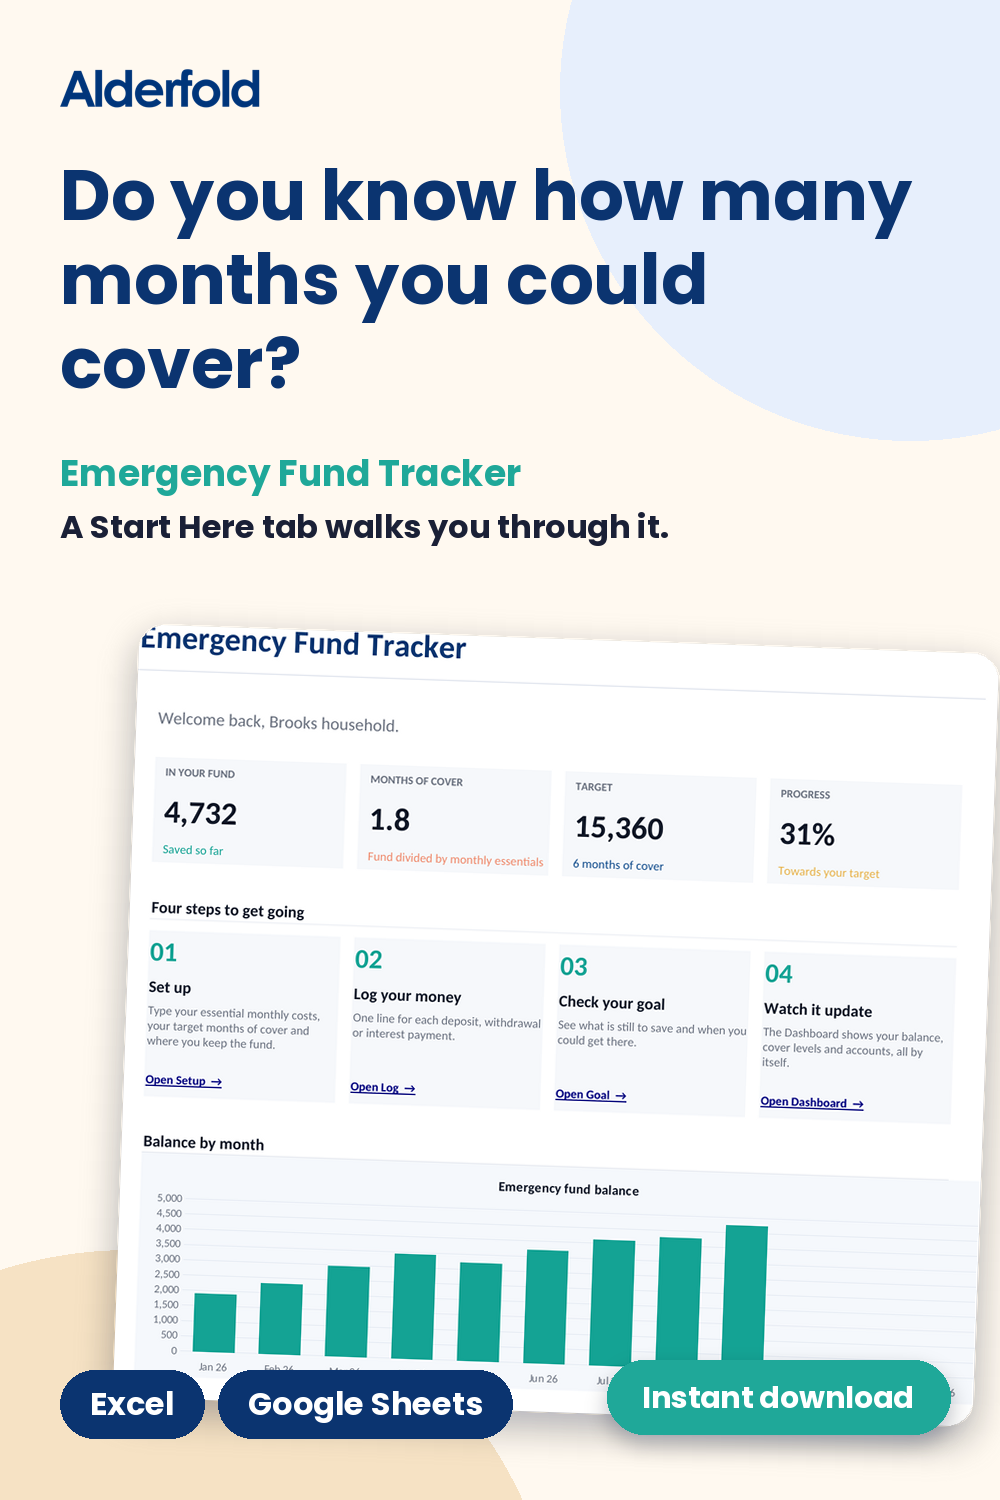 Alderfold
Do you know how many
months you could
cover?
Emergency Fund Tracker
A Start Here tab walks you through it.
Emergency Fund Tracker
Welcome back, Brooks household.
IN YOUR FUND
4,732
Saved so far
MONTHS OF COVER
1.8
Fund divided by monthly essentials
TARGET
15,360
6 months of cover
PROGRESS
31%
Towards your target
Four steps to get going
01
Set up
Type your essential monthly costs,
your target months of cover and
where you keep the fund.
Open Setup →
02
Log your money
One line for each deposit, withdrawal
or interest payment.
Open Log →
03
Check your goal
See what is still to save and when you
could get there.
Open Goal →
04
Watch it update
The Dashboard shows your balance,
cover levels and accounts, all by
itself.
Open Dashboard →
Balance by month
Emergency fund balance
5,000
4,500
4,000
3,500
3,000
2,500
2,000
1,500
1,000
500
0
Jan 26
Feb 26
Jun 26
Excel
Google Sheets
Instant download